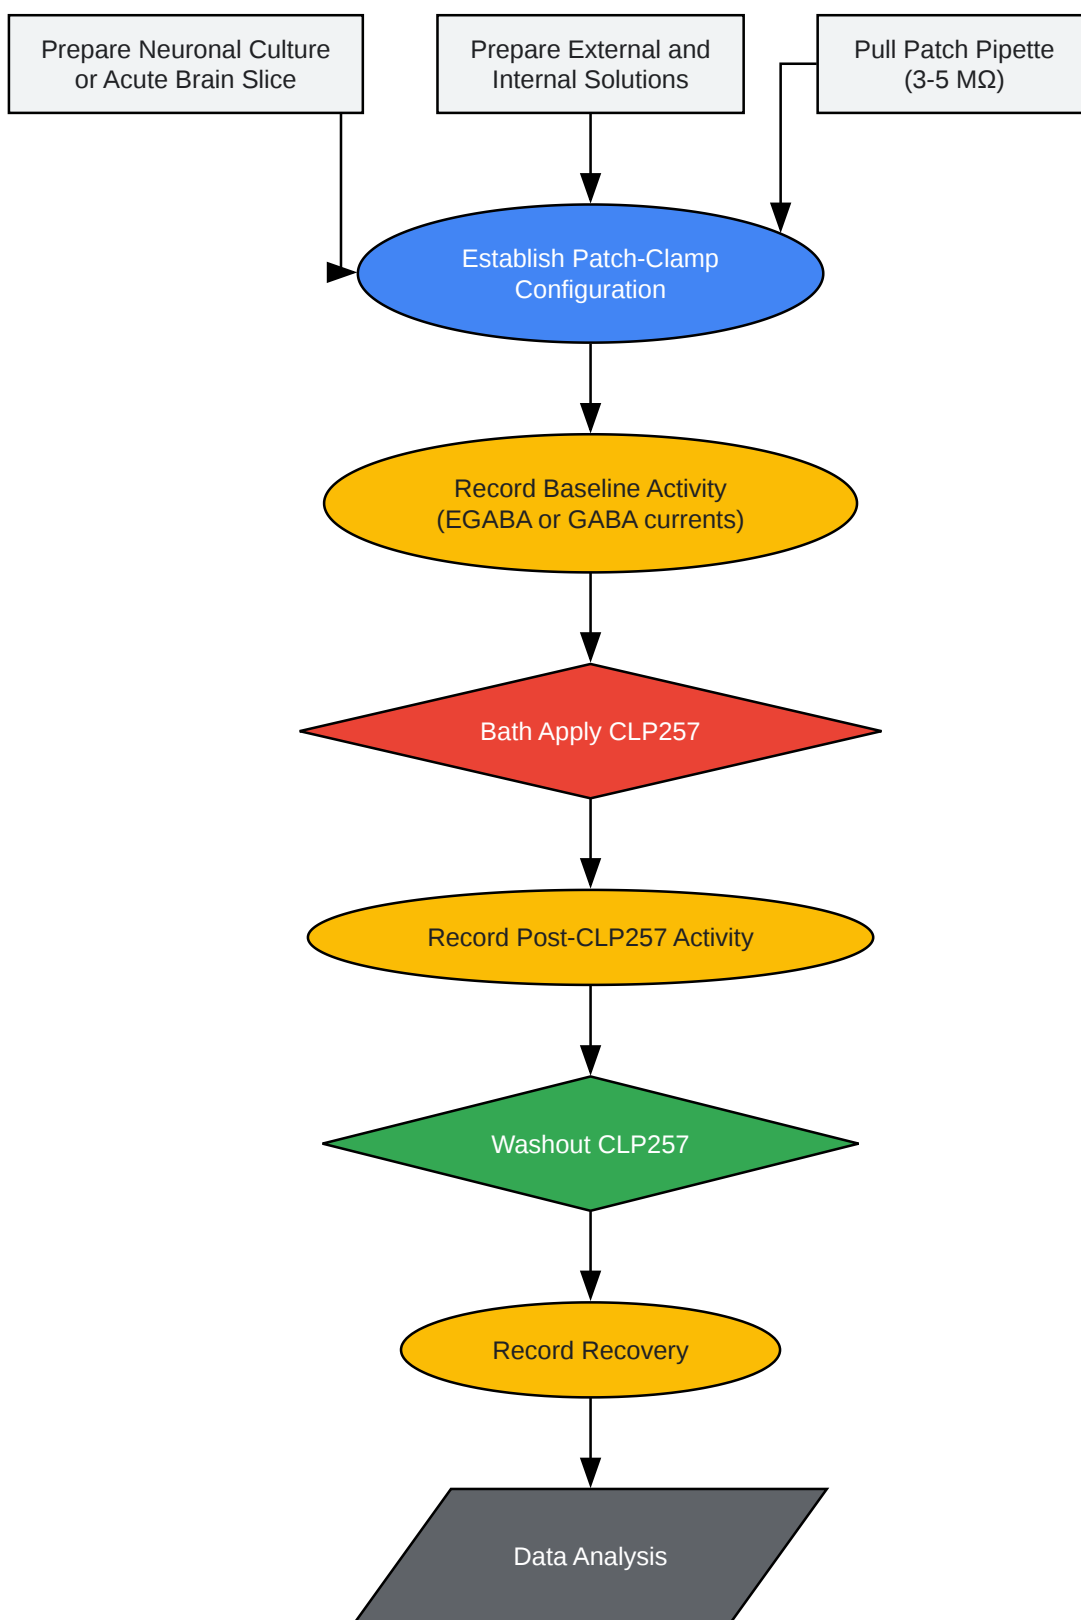 Prepare Neuronal Culture
or Acute Brain Slice
Prepare External and
Internal Solutions
Pull Patch Pipette
(3-5 MΩ)
Establish Patch-Clamp
Configuration
Record Baseline Activity
(EGABA or GABA currents)
Bath Apply CLP257
Record Post-CLP257 Activity
Washout CLP257
Record Recovery
Data Analysis